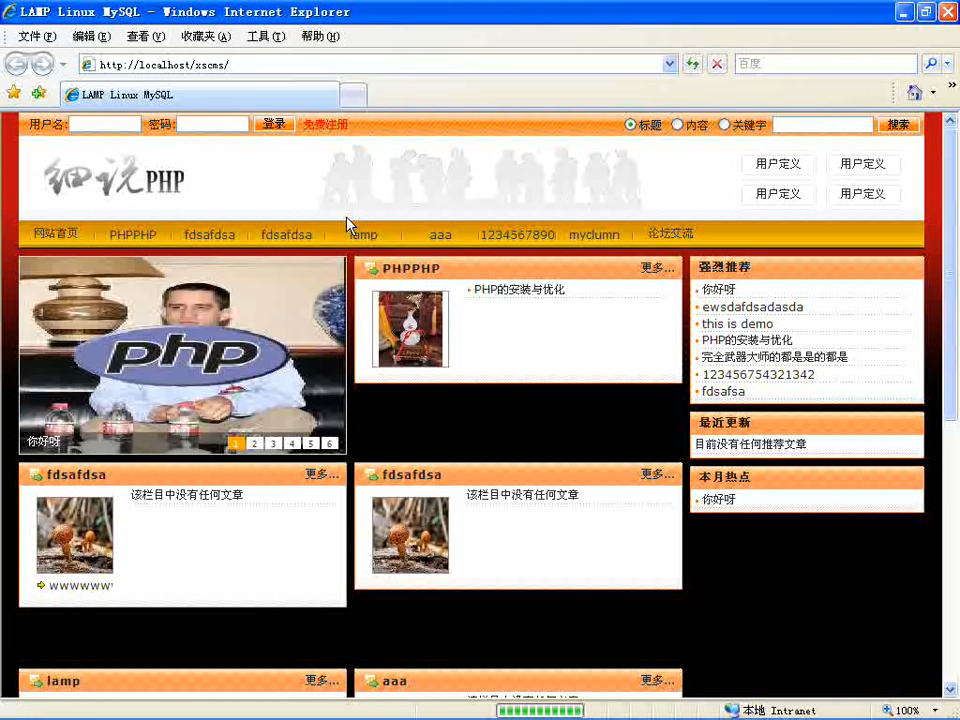 LAMP Linux MySQL - Windows Internet Explorer
文件(F) 编辑(E) 查看(V) 收藏夹(A) 工具(T) 帮助(H)
http://localhost/xscms/ 百度
LAMP Linux MySQL
用户名: 密码: 登录 免费注册 标题 内容 关键字 搜索
细说PHP
用户定义 用户定义
用户定义 用户定义
网站首页 PHPPHP fdsafdsa fdsafdsa lamp aaa 1234567890 myclumn 论坛交流
php
你好呀 1 2 3 4 5 6
PHPPHP 更多...
PHP的安装与忧化
强烈推荐
你好呀
ewsdafdsadasda
this is demo
PHP的安装与忧化
完全武器大师的都是是的都是
123456754321342
fdsafsa
最近更新
目前没有任何推荐文章
本月热点
你好呀
fdsafdsa 更多...
该栏目中没有任何文章
wwwwww
fdsafdsa 更多...
该栏目中没有任何文章
lamp 更多...
aaa 更多...
本地 Intranet 100%